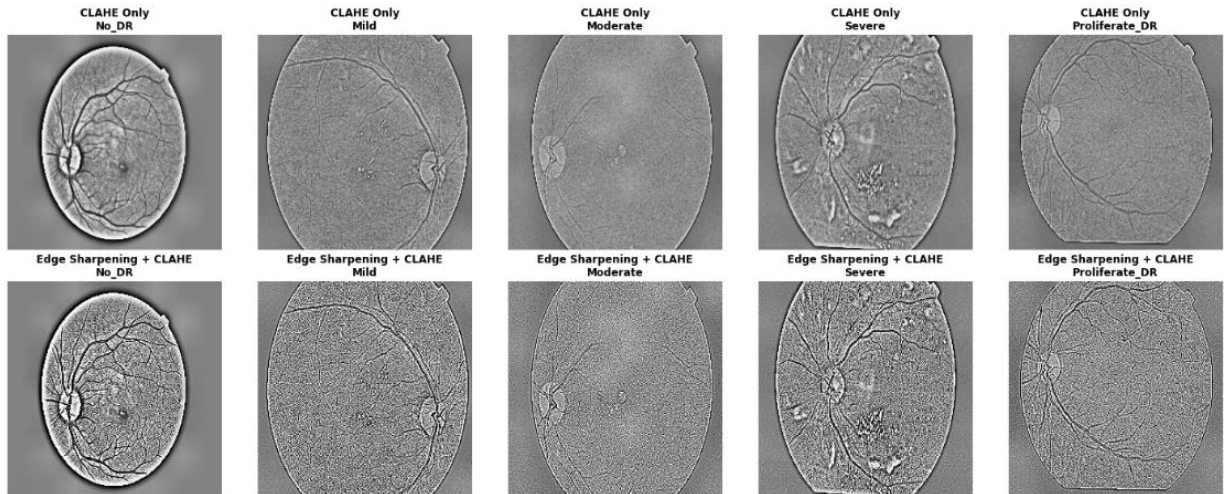 CLAHE Only
No_DR
CLAHE Only
Mild
CLAHE Only
Moderate
CLAHE Only
Severe
CLAHE Only
Proliferate_DR
Edge Sharpening + CLAHE
No_DR
Edge Sharpening + CLAHE
Mild
Edge Sharpening + CLAHE
Moderate
Edge Sharpening + CLAHE
Severe
Edge Sharpening + CLAHE
Proliferate_DR